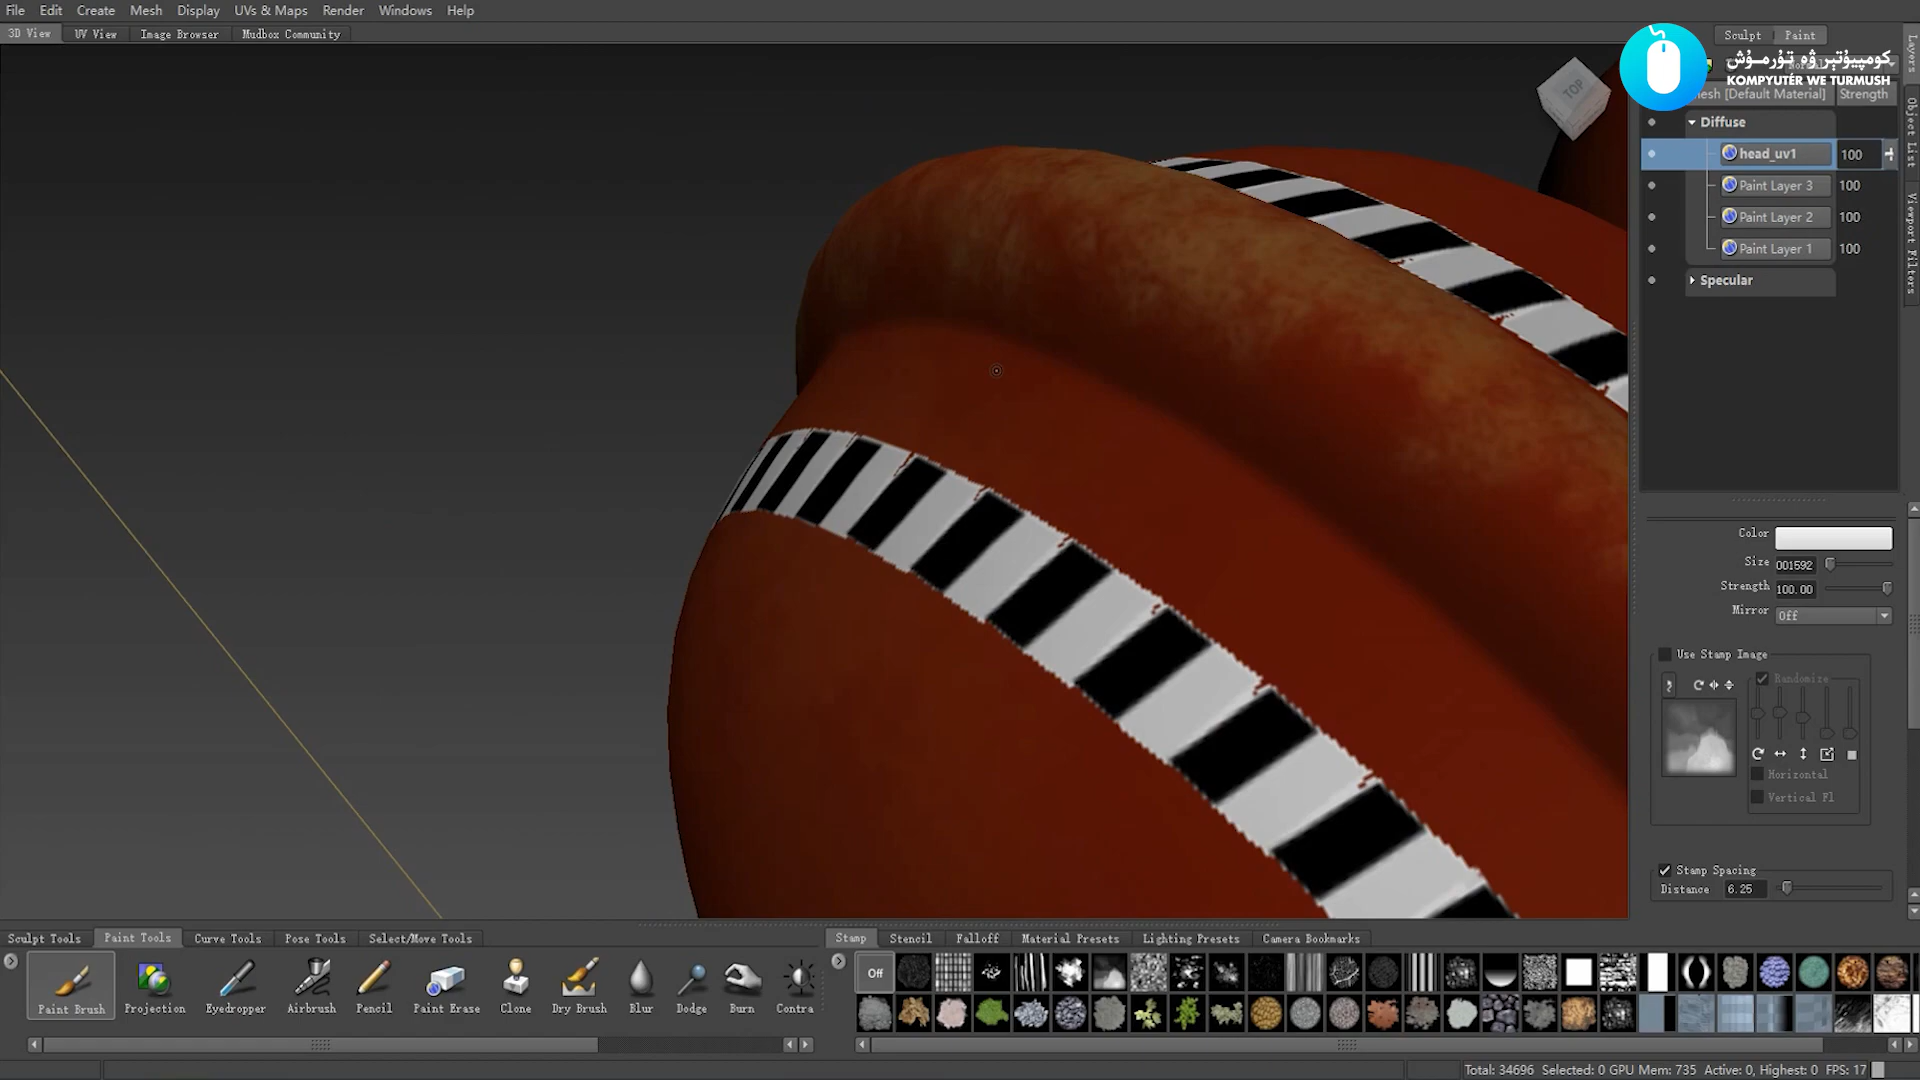 File Edit Create Mesh Display UVs & Maps Render Windows Help
3D View UV View Image Browser Mudbox Community
Sculpt Paint
كومپيۇتېر ۋە تۇرمۇش
KOMPYUTÉR WE TURMUSH
[Default Material] Strength
Diffuse
head_uv1 100
Paint Layer 3 100
Paint Layer 2 100
Paint Layer 1 100
Specular
Layers
Object List
Viewport Filters
TOP
Color
Size 001592
Strength 100.00
Mirror Off
Use Stamp Image
Randomize
Horizontal
Vertical Fl
Stamp Spacing
Distance 6.25
Sculpt Tools Paint Tools Curve Tools Pose Tools Select/Move Tools
Stamp Stencil Falloff Material Presets Lighting Presets Camera Bookmarks
Off
Paint Brush Projection Eyedropper Airbrush Pencil Paint Erase Clone Dry Brush Blur Dodge Burn Contra
Total: 34696 Selected: 0 GPU Mem: 735 Active: 0, Highest: 0 FPS: 17